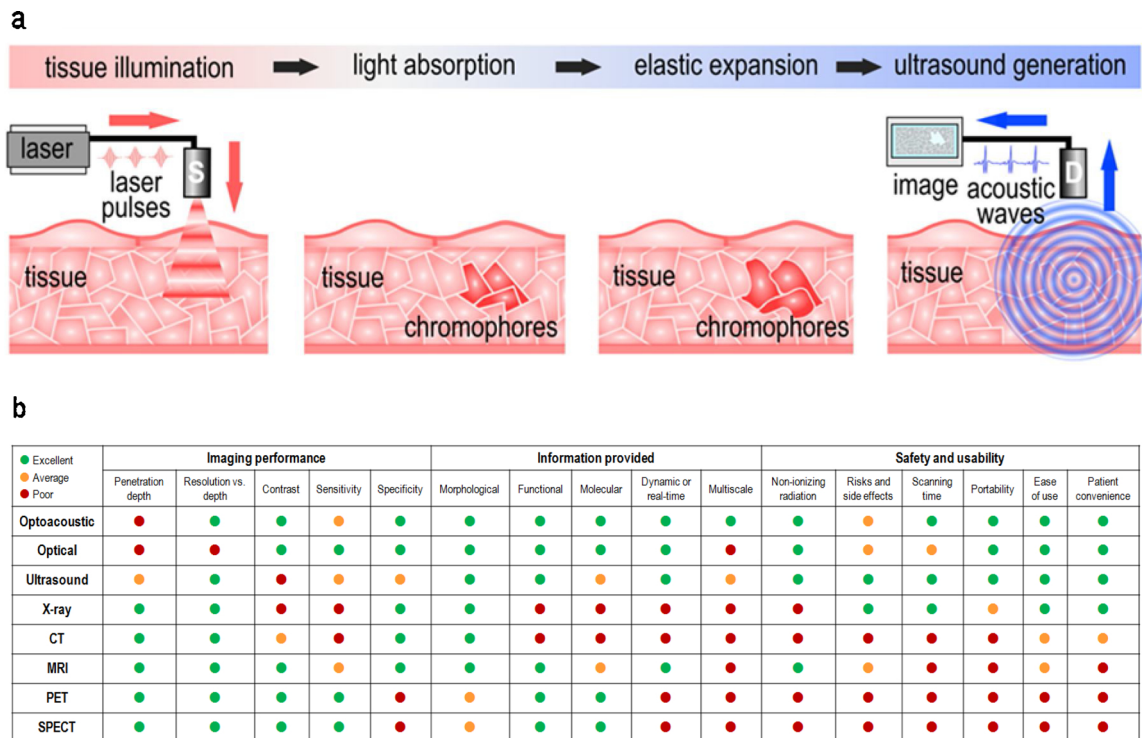 a
tissue illumination
light absorption
elastic expansion
ultrasound generation
laser
S
laser
pulses
tissue
tissue
chromophores
tissue
chromophores
D
image
acoustic
waves
tissue
b
Excellent
Average
Poor
Imaging performance
Information provided
Safety and usability
Penetration
depth
Resolution vs.
depth
Contrast
Sensitivity
Specificity
Morphological
Functional
Molecular
Dynamic or
real-time
Multiscale
Non-ionizing
radiation
Risks and
side effects
Scanning
time
Portability
Ease
of use
Patient
convenience
Optoacoustic
Optical
Ultrasound
X-ray
CT
MRI
PET
SPECT